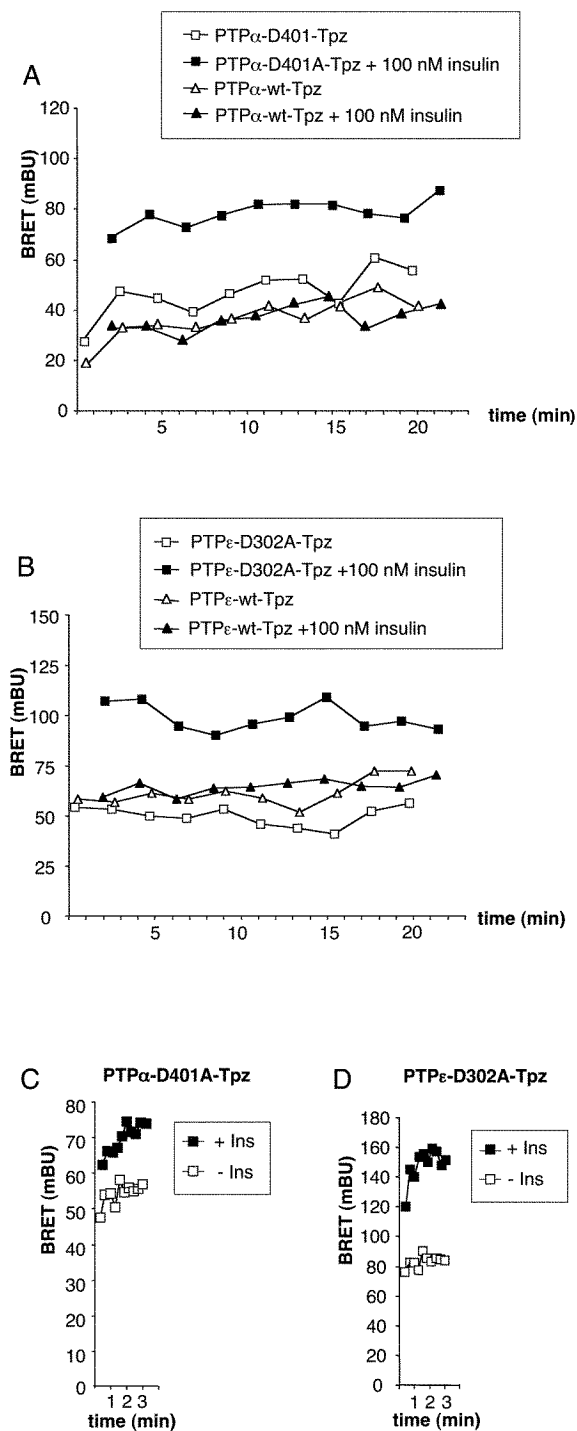 A
PTPα-D401-Tpz
PTPα-D401A-Tpz + 100 nM insulin
PTPα-wt-Tpz
PTPα-wt-Tpz + 100 nM insulin
BRET (mBU)
120
100
80
60
40
20
0
5
10
15
20
time (min)
B
PTPε-D302A-Tpz
PTPε-D302A-Tpz +100 nM insulin
PTPε-wt-Tpz
PTPε-wt-Tpz +100 nM insulin
BRET (mBU)
150
125
100
75
50
25
0
5
10
15
20
time (min)
C
PTPα-D401A-Tpz
+ Ins
- Ins
BRET (mBU)
80
70
60
50
40
30
20
10
0
1 2 3
time (min)
D
PTPε-D302A-Tpz
+ Ins
- Ins
BRET (mBU)
180
160
140
120
100
80
60
40
20
0
1 2 3
time (min)